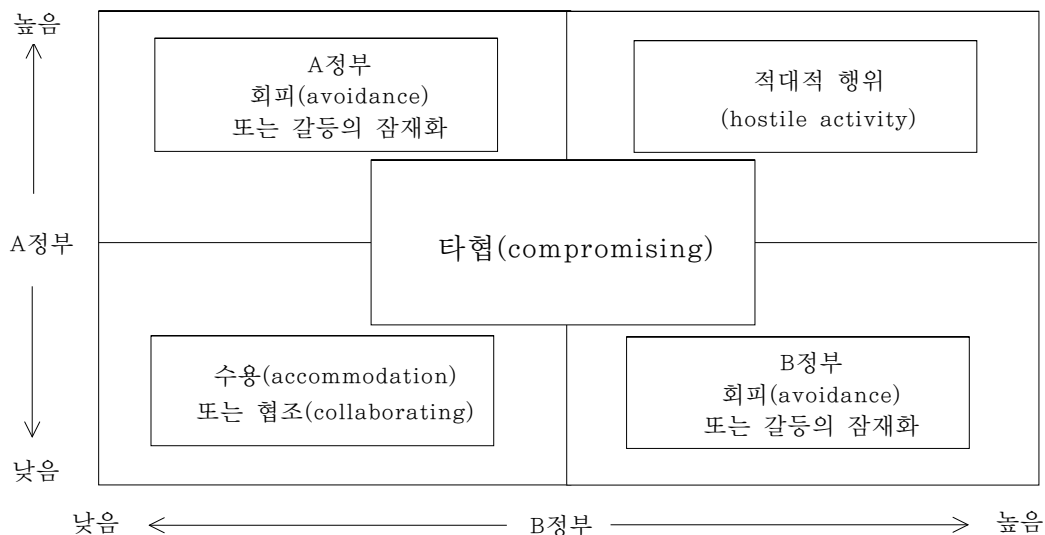 높음
A정부
회피(avoidance)
또는 갈등의 잠재화
적대적 행위
(hostile activity)
A정부
타협(compromising)
수용(accommodation)
또는 협조(collaborating)
B정부
회피(avoidance)
또는 갈등의 잠재화
낮음
낮음
B정부
높음